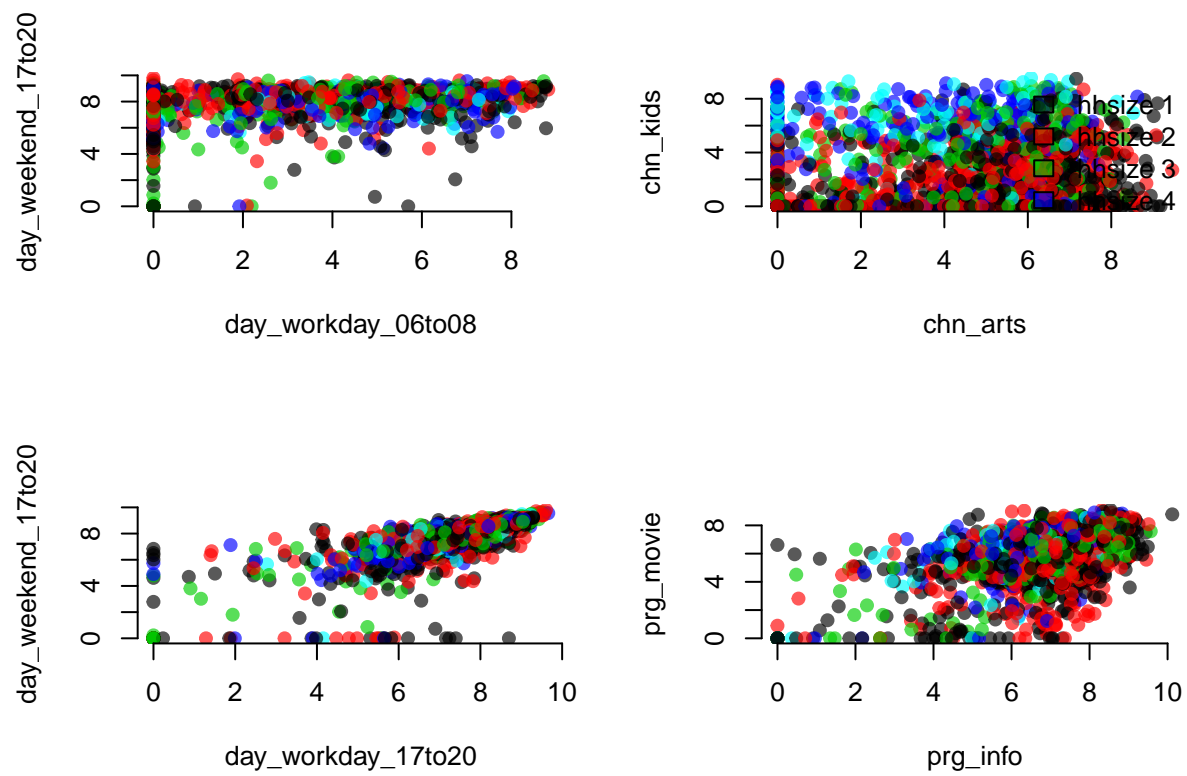 day_weekend_17to20
8
4
0
0 2 4 6 8
day_workday_06to08
chn_kids
8
4
0
0 2 4 6 8
chn_arts
hhsize 1
hhsize 2
hhsize 3
hhsize 4
day_weekend_17to20
8
4
0
0 2 4 6 8 10
day_workday_17to20
prg_movie
8
4
0
0 2 4 6 8 10
prg_info